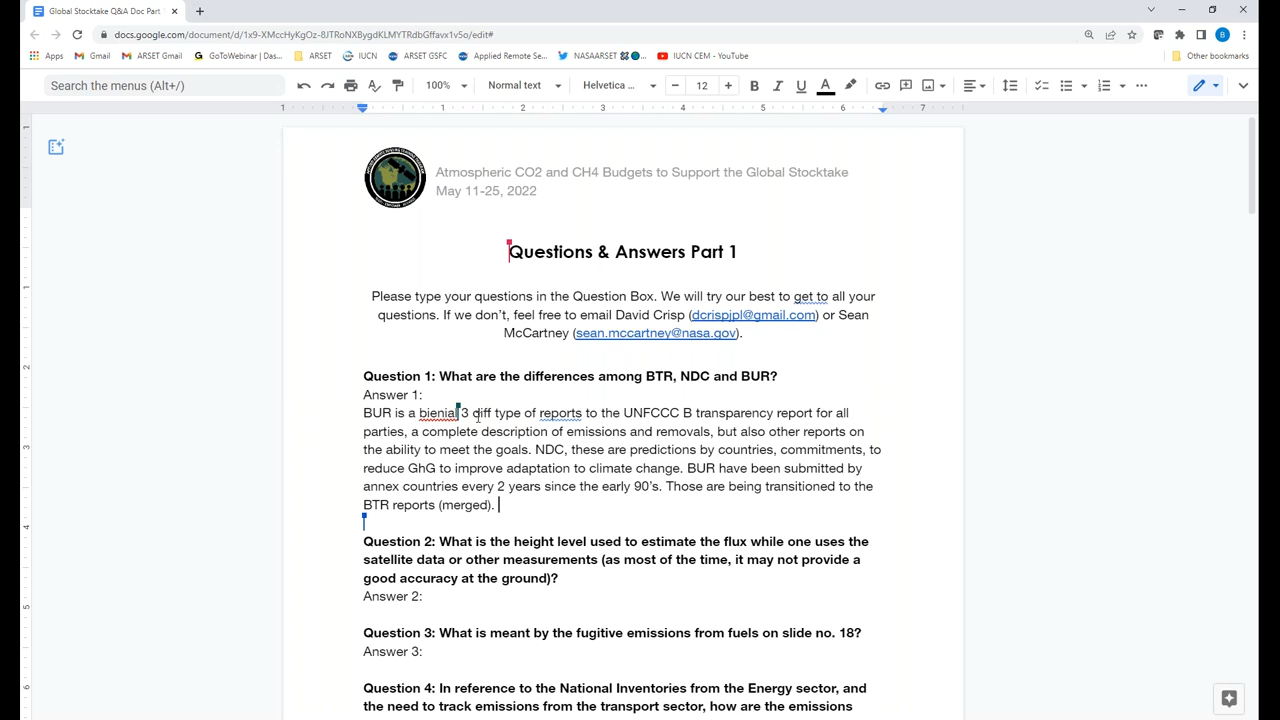 Global Stocktake Q&A Doc Part
docs.google.com/document/d/1x9-XMccHyKgOz-8JTRoNXBygdKLMYTRdbGffavx1v5o/edit#
B
Apps Gmail ARSET Gmail GoToWebinar | Das... ARSET IUCN ARSET GSFC Applied Remote Se... NASAARSET IUCN CEM - YouTube Other bookmarks
Search the menus (Alt+/) 100% Normal text Helvetica ... 12 B I U A
1 1 2 3 4 5 6 7
Atmospheric CO2 and CH4 Budgets to Support the Global Stocktake
May 11-25, 2022
Questions & Answers Part 1
Please type your questions in the Question Box. We will try our best to get to all your
questions. If we don't, feel free to email David Crisp (dcrispjpl@gmail.com) or Sean
McCartney (sean.mccartney@nasa.gov).
Question 1: What are the differences among BTR, NDC and BUR?
Answer 1:
BUR is a bienial 3 diff type of reports to the UNFCCC B transparency report for all
parties, a complete description of emissions and removals, but also other reports on
the ability to meet the goals. NDC, these are predictions by countries, commitments, to
reduce GhG to improve adaptation to climate change. BUR have been submitted by
annex countries every 2 years since the early 90's. Those are being transitioned to the
BTR reports (merged).
Question 2: What is the height level used to estimate the flux while one uses the
satellite data or other measurements (as most of the time, it may not provide a
good accuracy at the ground)?
Answer 2:
Question 3: What is meant by the fugitive emissions from fuels on slide no. 18?
Answer 3:
Question 4: In reference to the National Inventories from the Energy sector, and
the need to track emissions from the transport sector, how are the emissions